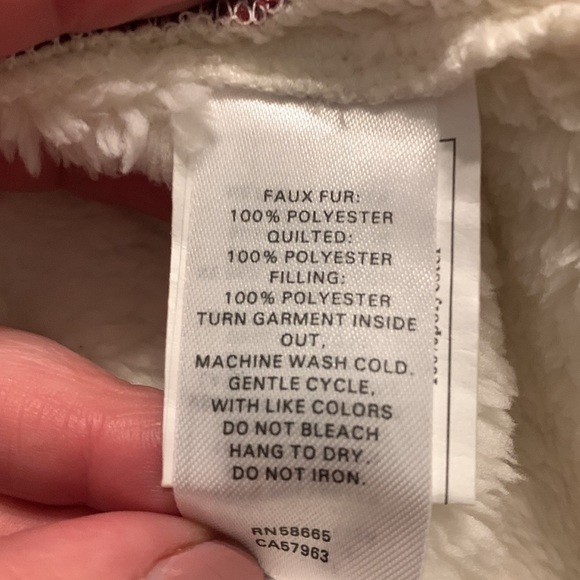 FAUX FUR:
100% POLYESTER
QUILTED:
100% POLYESTER
FILLING:
100% POLYESTER
TURN GARMENT INSIDE
OUT,
MACHINE WASH COLD.
GENTLE CYCLE,
WITH LIKE COLORS
DO NOT BLEACH
HANG TO DRY.
DO NOT IRON.
RN58665
CA57963